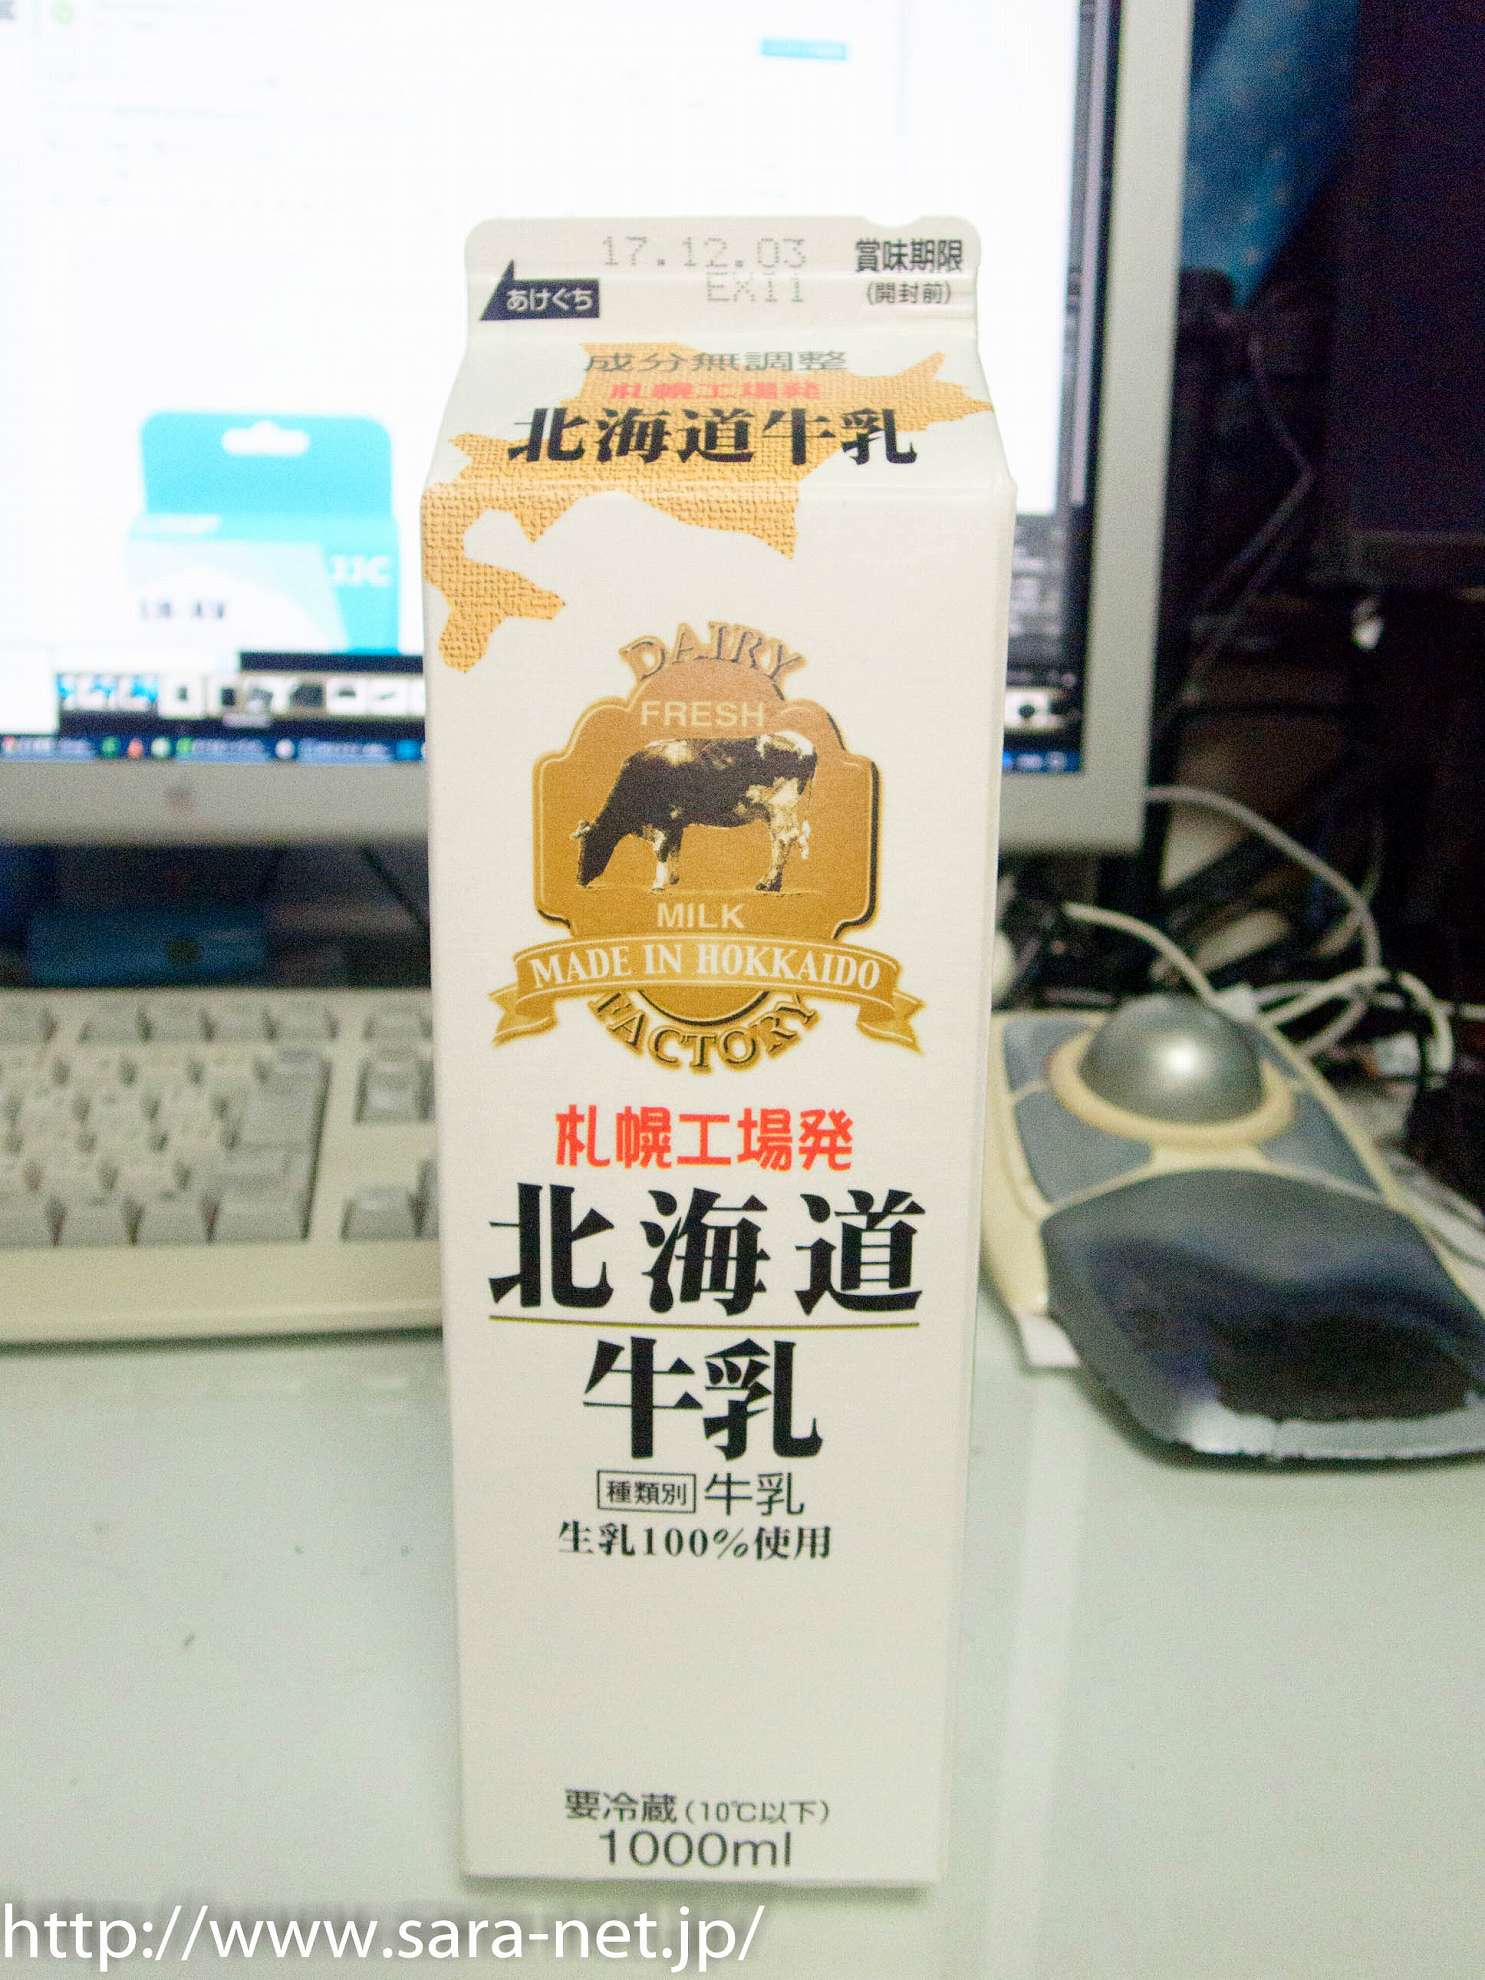 17.12.03
EX11
賞味期限
(開封前)
あけぐち
成分無調整
札幌工場発
北海道牛乳
DAIRY
FRESH
MILK
MADE IN HOKKAIDO
FACTORY
札幌工場発
北海道
牛乳
種類別 牛乳
生乳100%使用
要冷蔵(10℃以下)
1000ml
JJC
http://www.sara-net.jp/